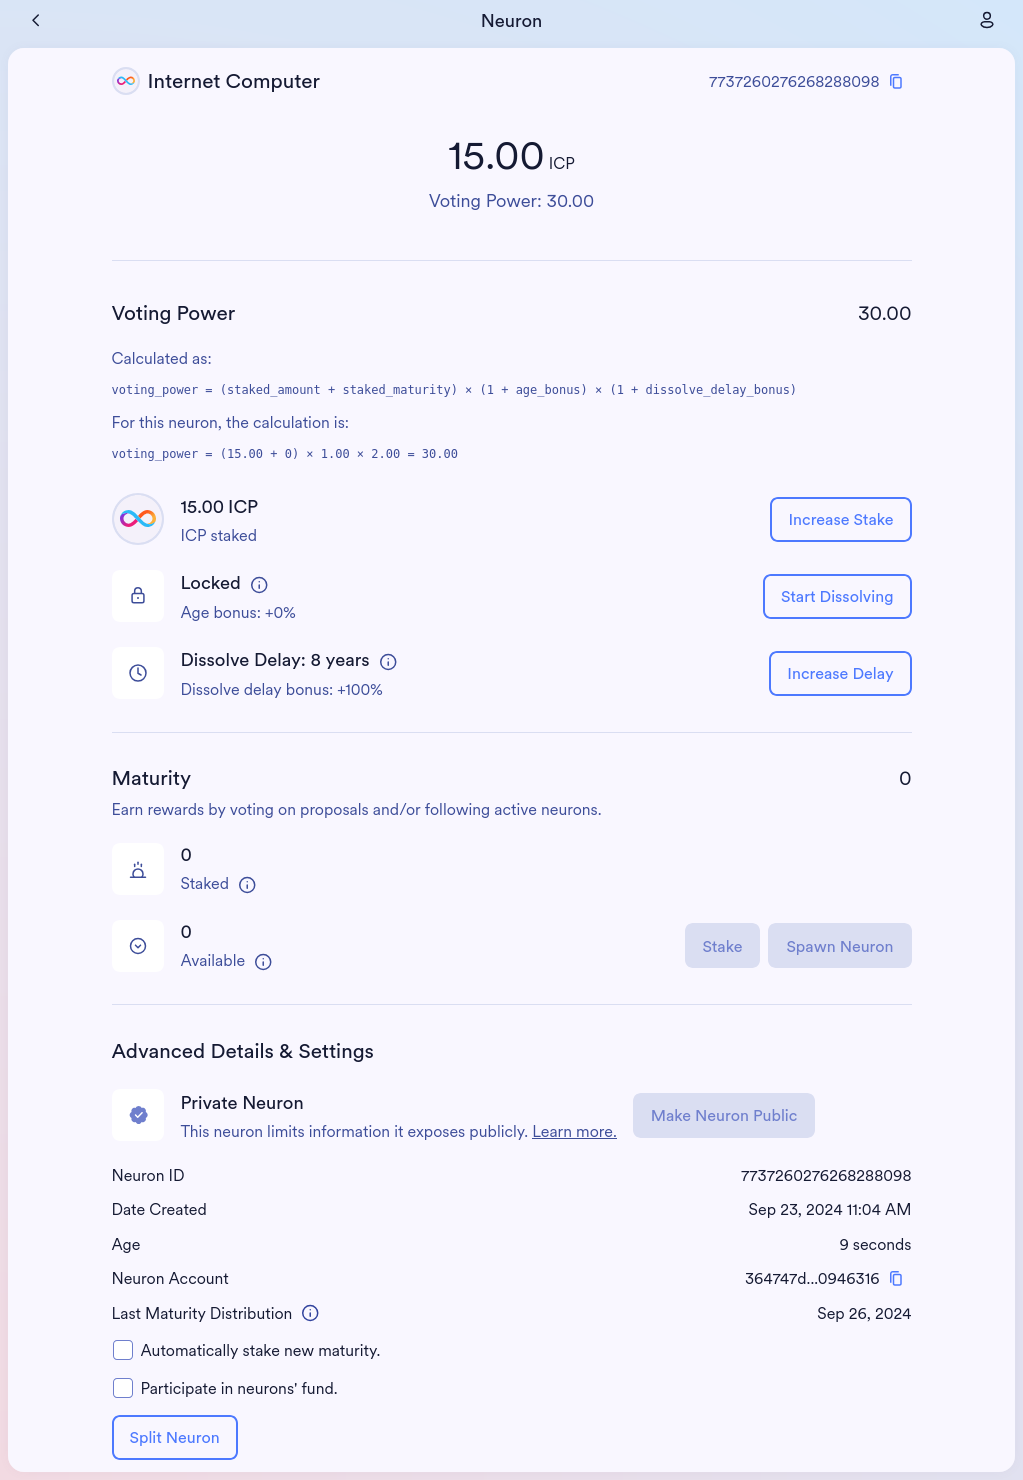 Neuron
Internet Computer
7737260276268288098
15.00 ICP
Voting Power: 30.00
Voting Power
30.00
Calculated as:
voting_power = (staked_amount + staked_maturity) × (1 + age_bonus) × (1 + dissolve_delay_bonus)
For this neuron, the calculation is:
voting_power = (15.00 + 0) × 1.00 × 2.00 = 30.00
15.00 ICP
ICP staked
Increase Stake
Locked
Age bonus: +0%
Start Dissolving
Dissolve Delay: 8 years
Dissolve delay bonus: +100%
Increase Delay
Maturity
0
Earn rewards by voting on proposals and/or following active neurons.
0
Staked
0
Available
Stake
Spawn Neuron
Advanced Details & Settings
Private Neuron
This neuron limits information it exposes publicly. Learn more.
Make Neuron Public
Neuron ID
7737260276268288098
Date Created
Sep 23, 2024 11:04 AM
Age
9 seconds
Neuron Account
364747d...0946316
Last Maturity Distribution
Sep 26, 2024
Automatically stake new maturity.
Participate in neurons' fund.
Split Neuron